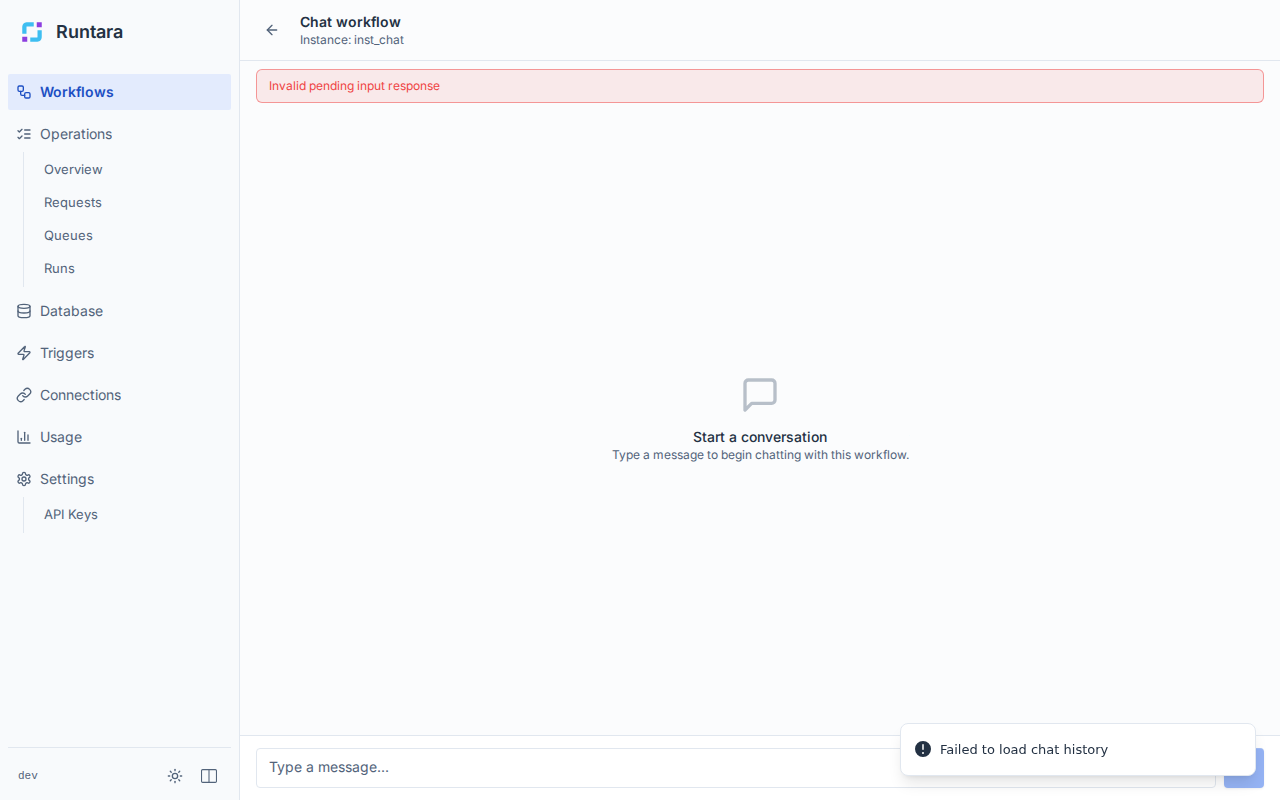 Runtara
Workflows
Operations
Overview
Requests
Queues
Runs
Database
Triggers
Connections
Usage
Settings
API Keys
dev
Chat workflow
Instance: inst_chat
Invalid pending input response
Start a conversation
Type a message to begin chatting with this workflow.
Type a message...
Failed to load chat history